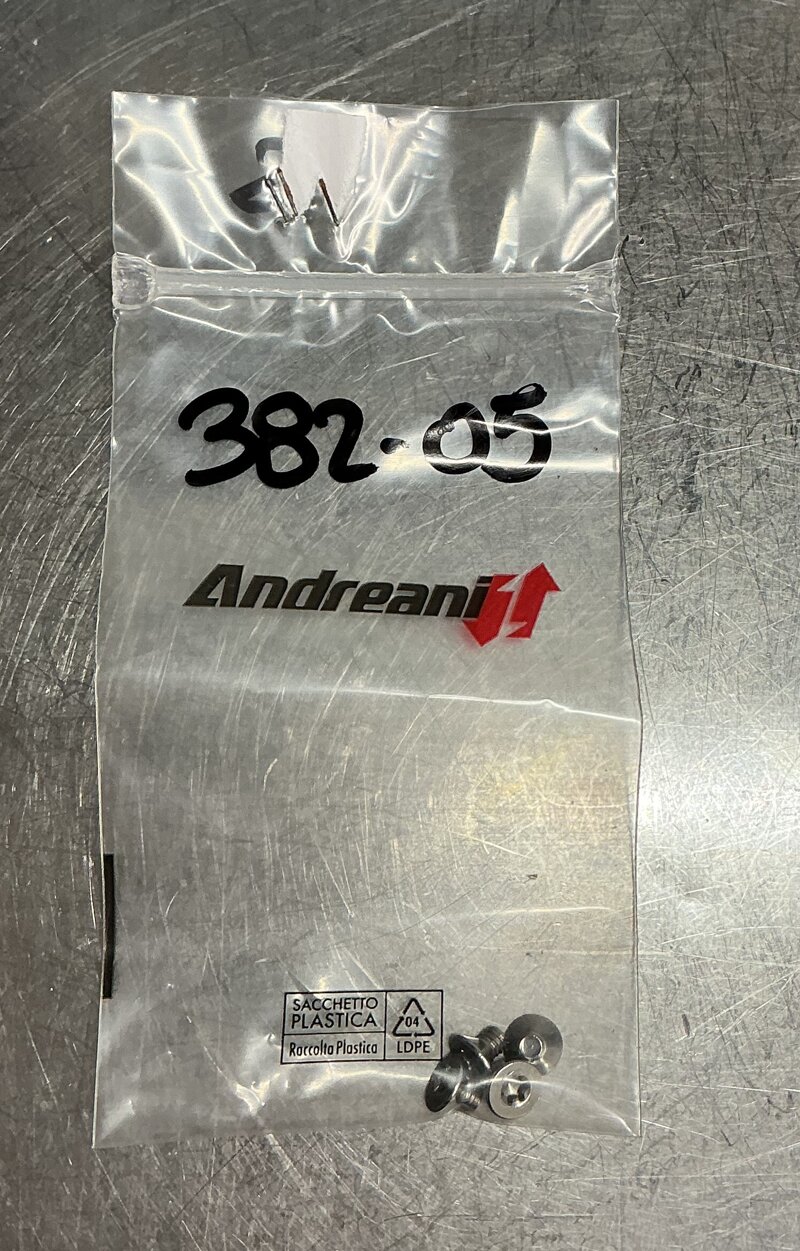 382-05
Andreani
SACCHETTO
PLASTICA
Raccolta Plastica
04
LDPE